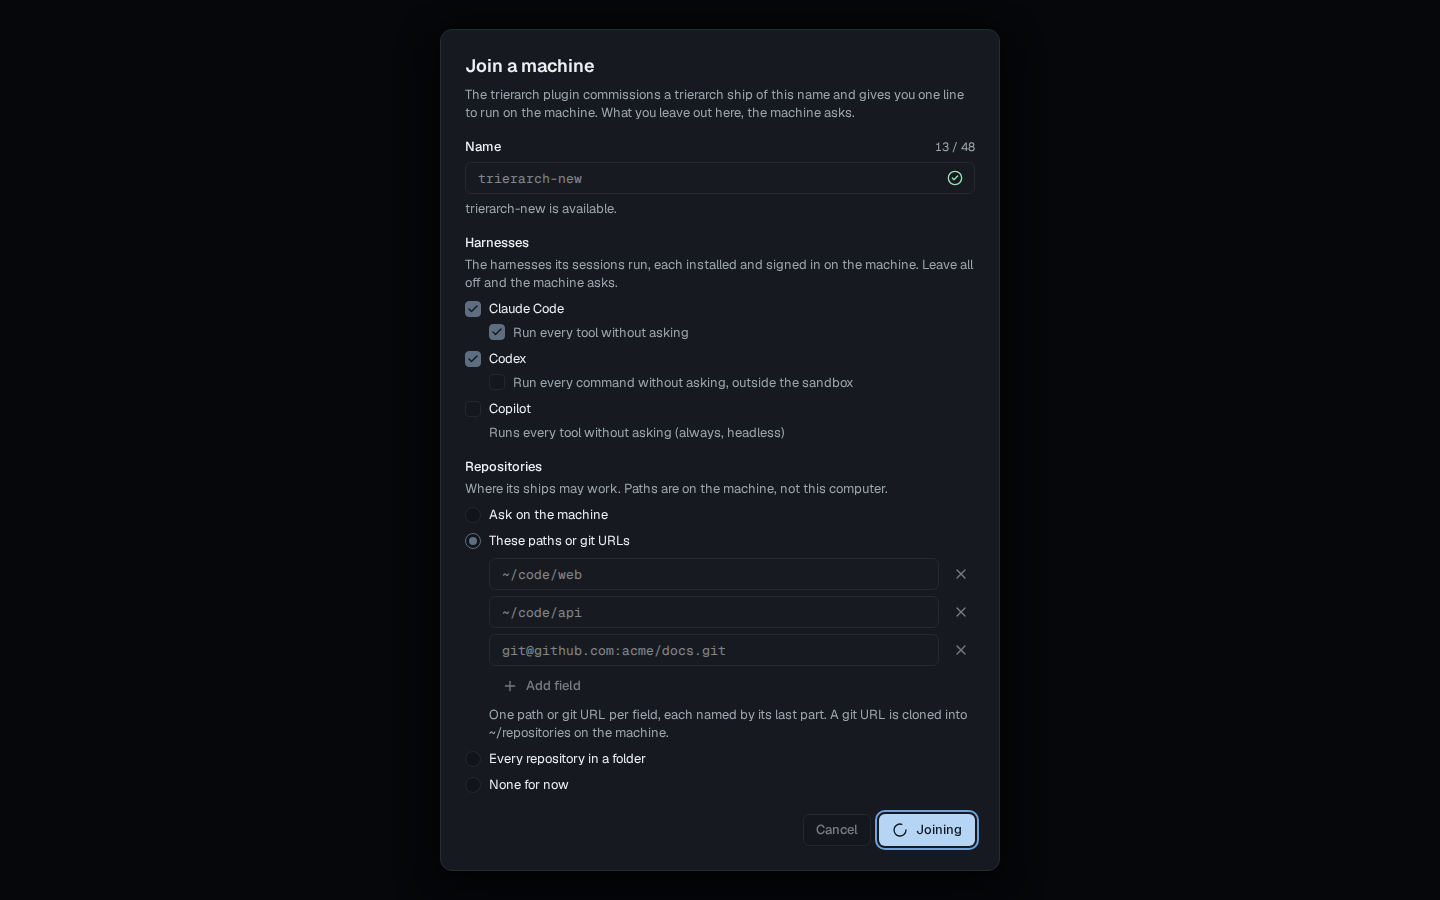 Join a machine
The trierarch plugin commissions a trierarch ship of this name and gives you one line
to run on the machine. What you leave out here, the machine asks.
Name 13 / 48
trierarch-new
trierarch-new is available.
Harnesses
The harnesses its sessions run, each installed and signed in on the machine. Leave all
off and the machine asks.
Claude Code
Run every tool without asking
Codex
Run every command without asking, outside the sandbox
Copilot
Runs every tool without asking (always, headless)
Repositories
Where its ships may work. Paths are on the machine, not this computer.
Ask on the machine
These paths or git URLs
~/code/web
~/code/api
git@github.com:acme/docs.git
Add field
One path or git URL per field, each named by its last part. A git URL is cloned into
~/repositories on the machine.
Every repository in a folder
None for now
Cancel Joining